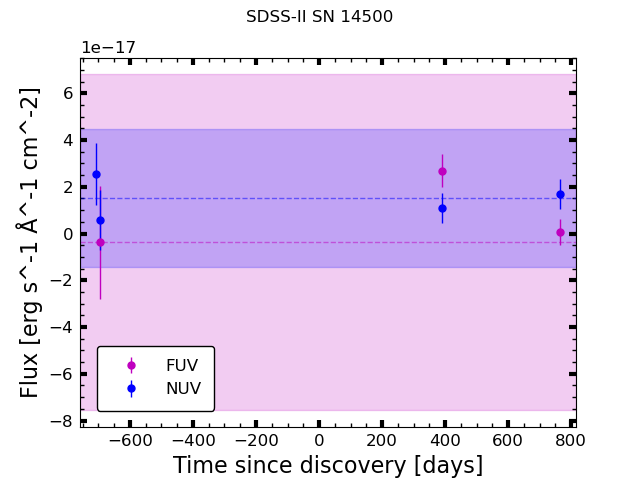 SDSS-II SN 14500
1e−17
Flux [erg s^-1 Å^-1 cm^-2]
6
4
2
0
−2
−4
−6
−8
FUV
NUV
−600 −400 −200 0 200 400 600 800
Time since discovery [days]